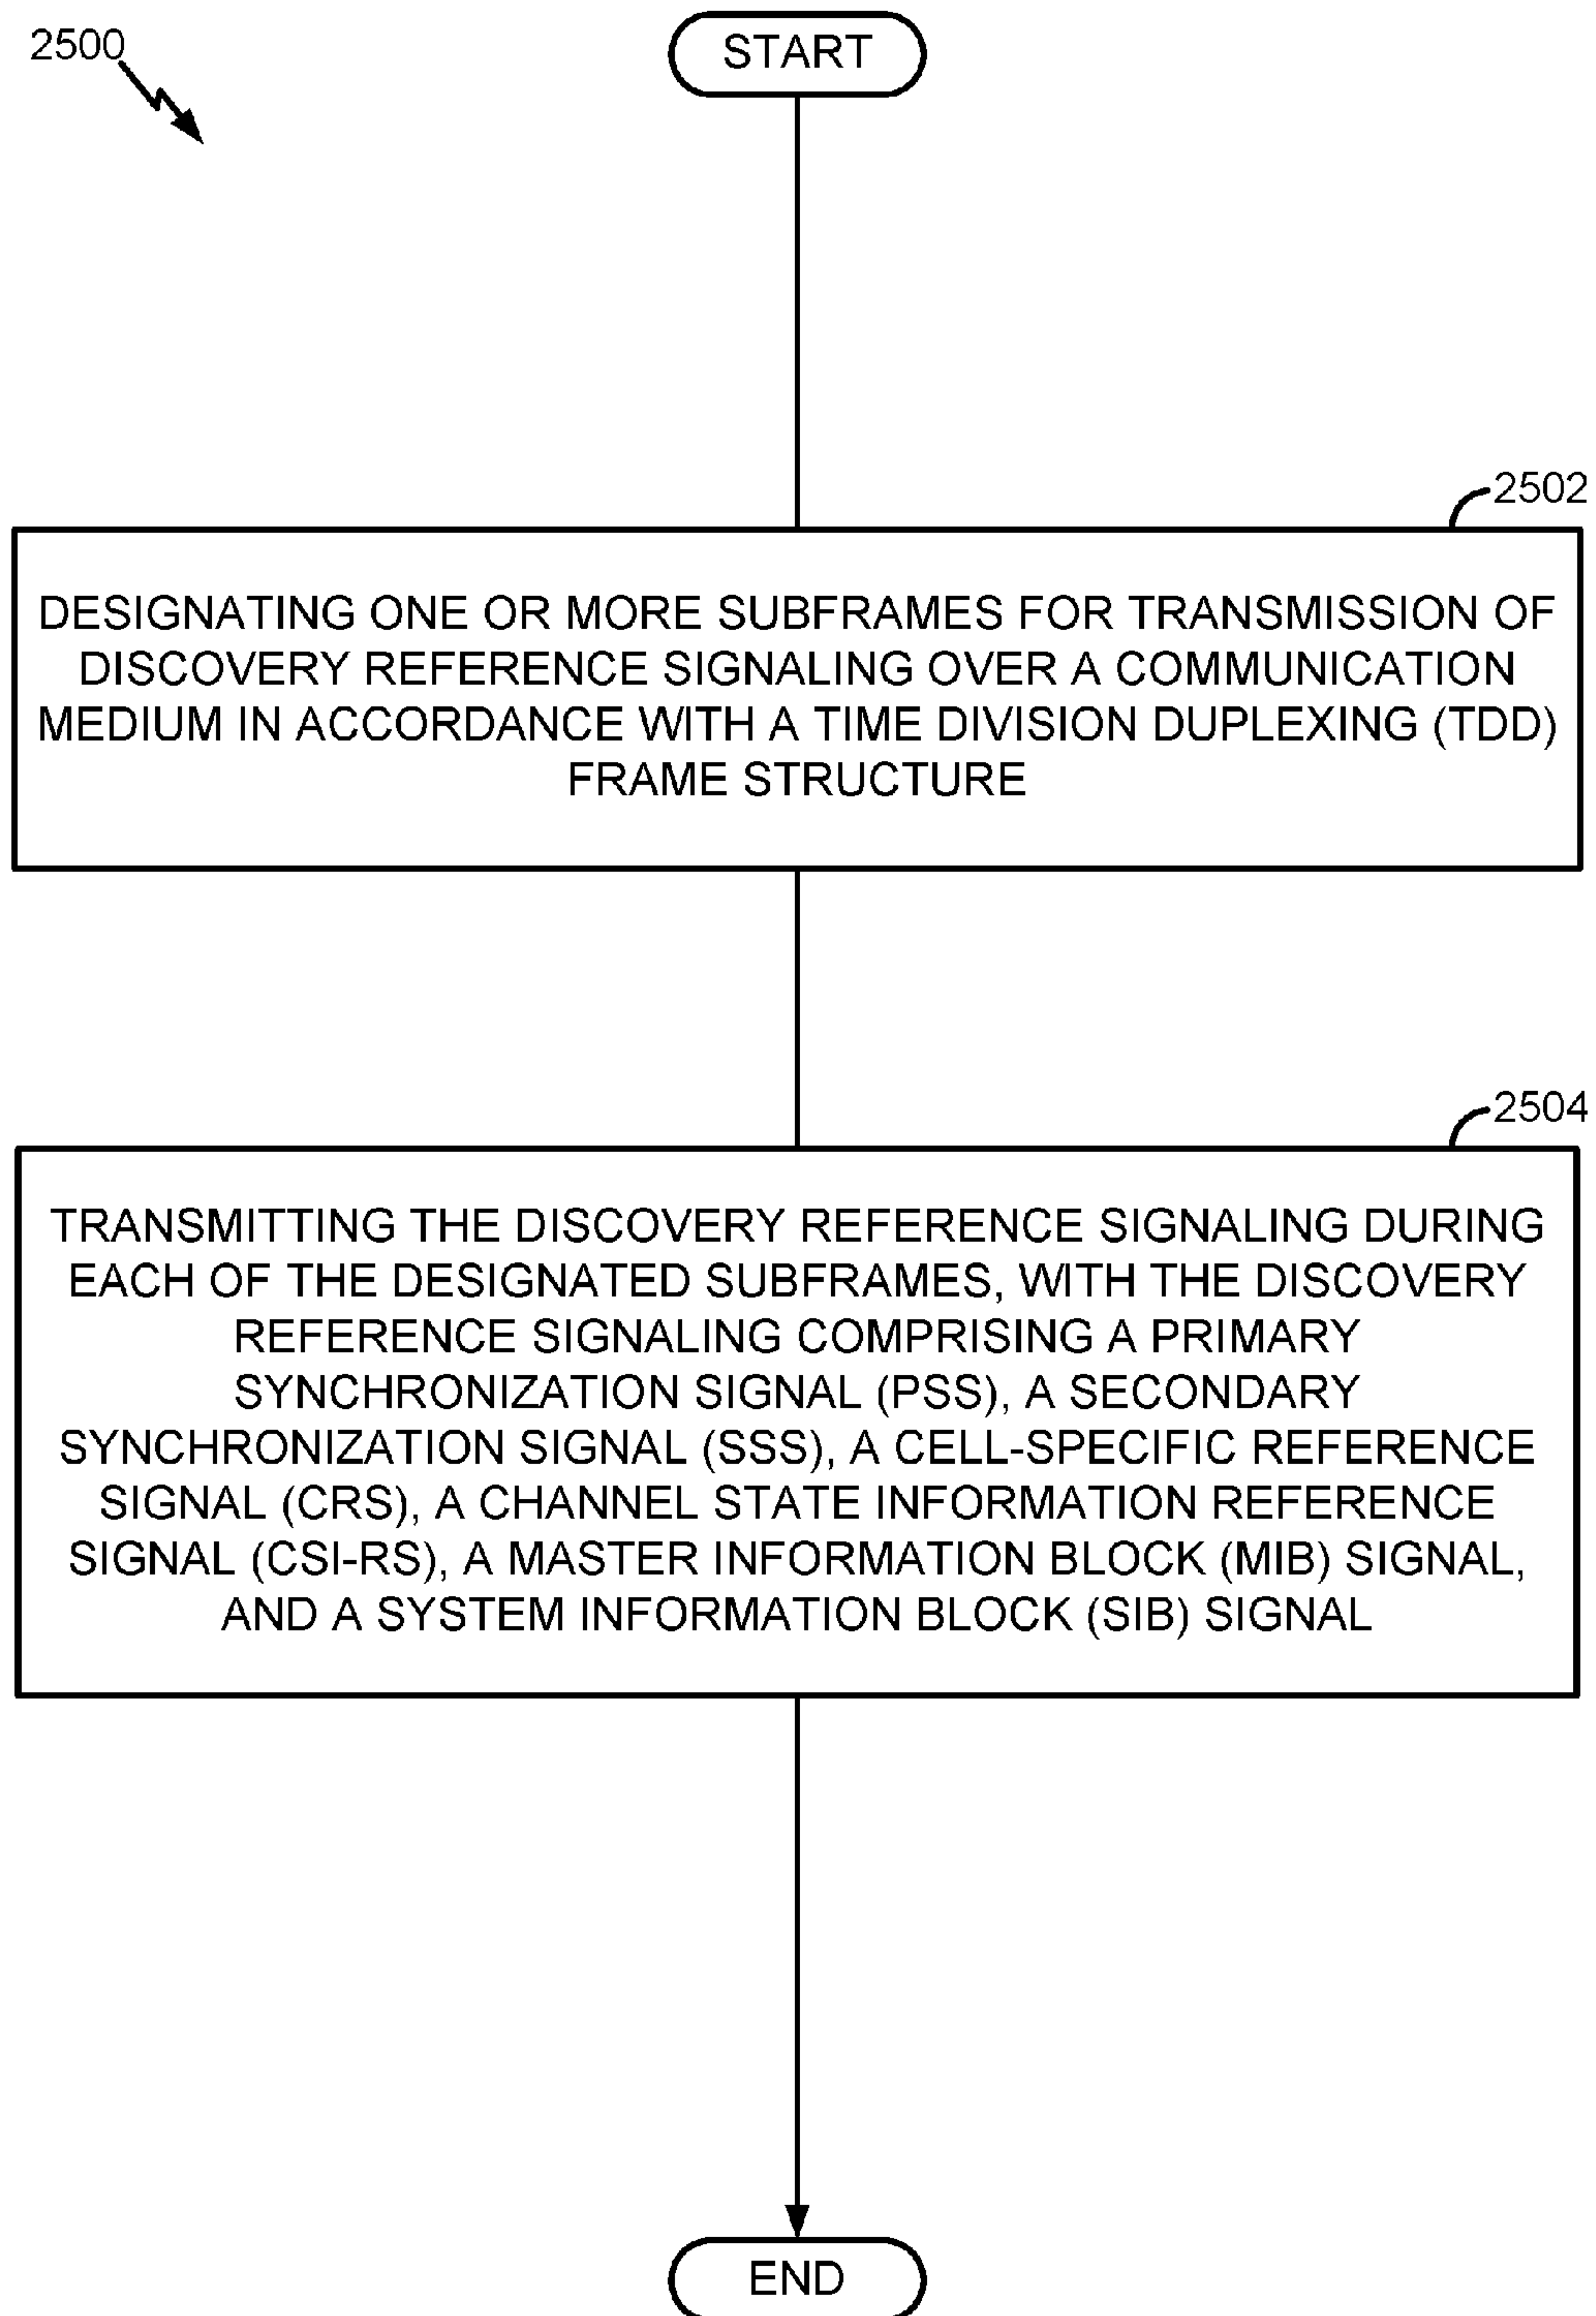 2500
START
2502
DESIGNATING ONE OR MORE SUBFRAMES FOR TRANSMISSION OF
DISCOVERY REFERENCE SIGNALING OVER A COMMUNICATION
MEDIUM IN ACCORDANCE WITH A TIME DIVISION DUPLEXING (TDD)
FRAME STRUCTURE
2504
TRANSMITTING THE DISCOVERY REFERENCE SIGNALING DURING
EACH OF THE DESIGNATED SUBFRAMES, WITH THE DISCOVERY
REFERENCE SIGNALING COMPRISING A PRIMARY
SYNCHRONIZATION SIGNAL (PSS), A SECONDARY
SYNCHRONIZATION SIGNAL (SSS), A CELL-SPECIFIC REFERENCE
SIGNAL (CRS), A CHANNEL STATE INFORMATION REFERENCE
SIGNAL (CSI-RS), A MASTER INFORMATION BLOCK (MIB) SIGNAL,
AND A SYSTEM INFORMATION BLOCK (SIB) SIGNAL
END